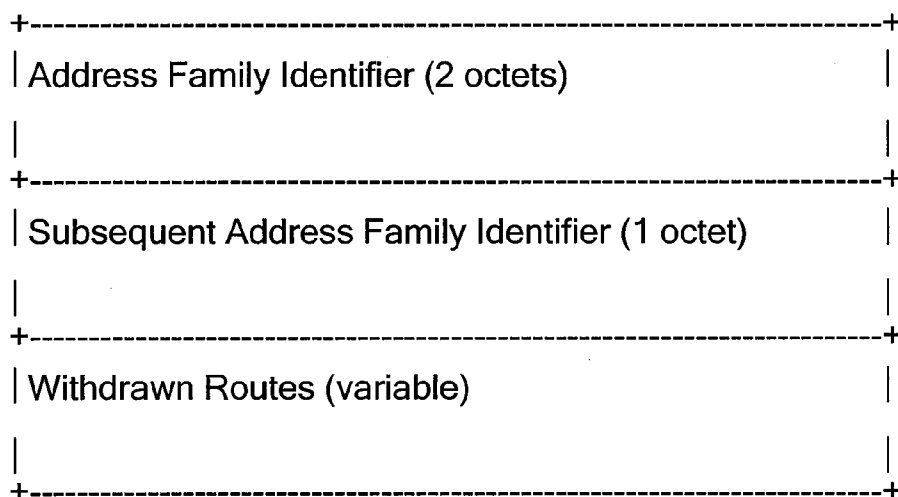 +---------------------------------------------------------+
| Address Family Identifier (2 octets) |
| |
+---------------------------------------------------------+
| Subsequent Address Family Identifier (1 octet) |
| |
+---------------------------------------------------------+
| Withdrawn Routes (variable) |
| |
+---------------------------------------------------------+